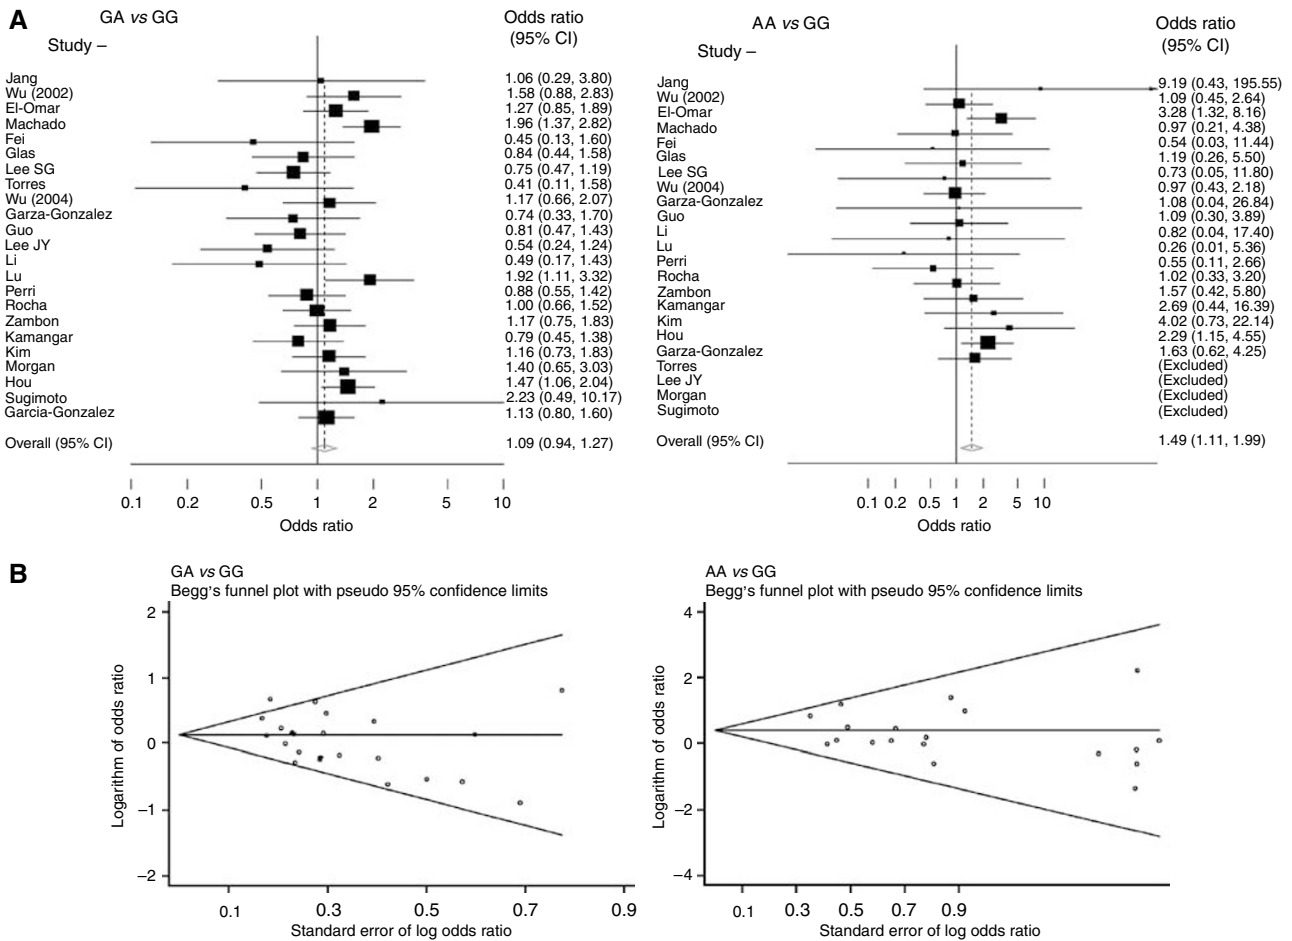 A
GA vs GG
Odds ratio
(95% CI)
Study –
Jang 1.06 (0.29, 3.80)
Wu (2002) 1.58 (0.88, 2.83)
El-Omar 1.27 (0.85, 1.89)
Machado 1.96 (1.37, 2.82)
Fei 0.45 (0.13, 1.60)
Glas 0.84 (0.44, 1.58)
Lee SG 0.75 (0.47, 1.19)
Torres 0.41 (0.11, 1.58)
Wu (2004) 1.17 (0.66, 2.07)
Garza-Gonzalez 0.74 (0.33, 1.70)
Guo 0.81 (0.47, 1.43)
Lee JY 0.54 (0.24, 1.24)
Li 0.49 (0.17, 1.43)
Lu 1.92 (1.11, 3.32)
Perri 0.88 (0.55, 1.42)
Rocha 1.00 (0.66, 1.52)
Zambon 1.17 (0.75, 1.83)
Kamangar 0.79 (0.45, 1.38)
Kim 1.16 (0.73, 1.83)
Morgan 1.40 (0.65, 3.03)
Hou 1.47 (1.06, 2.04)
Sugimoto 2.23 (0.49, 10.17)
Garcia-Gonzalez 1.13 (0.80, 1.60)
Overall (95% CI) 1.09 (0.94, 1.27)
0.1 0.2 0.5 1 2 5 10
Odds ratio
AA vs GG
Odds ratio
(95% CI)
Study –
Jang 9.19 (0.43, 195.55)
Wu (2002) 1.09 (0.45, 2.64)
El-Omar 3.28 (1.32, 8.16)
Machado 0.97 (0.21, 4.38)
Fei 0.54 (0.03, 11.44)
Glas 1.19 (0.26, 5.50)
Lee SG 0.73 (0.05, 11.80)
Wu (2004) 0.97 (0.43, 2.18)
Garza-Gonzalez 1.08 (0.04, 26.84)
Guo 1.09 (0.30, 3.89)
Li 0.82 (0.04, 17.40)
Lu 0.26 (0.01, 5.36)
Perri 0.55 (0.11, 2.66)
Rocha 1.02 (0.33, 3.20)
Zambon 1.57 (0.42, 5.80)
Kamangar 2.69 (0.44, 16.39)
Kim 4.02 (0.73, 22.14)
Hou 2.29 (1.15, 4.55)
Garza-Gonzalez 1.63 (0.62, 4.25)
Torres (Excluded)
Lee JY (Excluded)
Morgan (Excluded)
Sugimoto (Excluded)
Overall (95% CI) 1.49 (1.11, 1.99)
0.1 0.2 0.5 1 2 5 10
Odds ratio
B
GA vs GG
Begg's funnel plot with pseudo 95% confidence limits
Logarithm of odds ratio
2
1
0
–1
–2
0.1 0.3 0.5 0.7 0.9
Standard error of log odds ratio
AA vs GG
Begg's funnel plot with pseudo 95% confidence limits
Logarithm of odds ratio
4
2
0
–2
–4
0.1 0.3 0.5 0.7 0.9
Standard error of log odds ratio